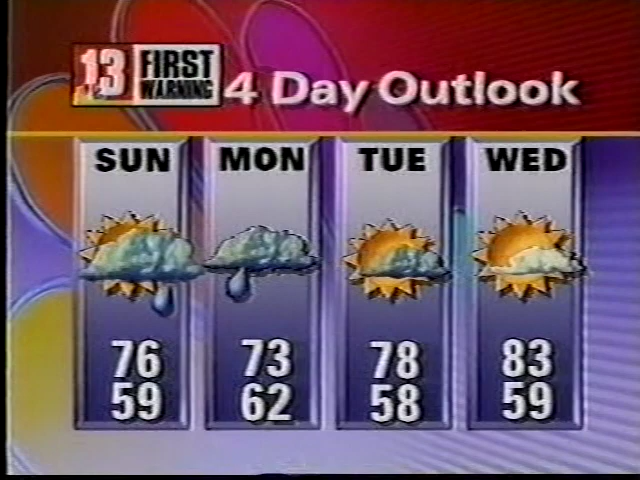 13 FIRST WARNING 4 Day Outlook
SUN MON TUE WED
76 73 78 83
59 62 58 59